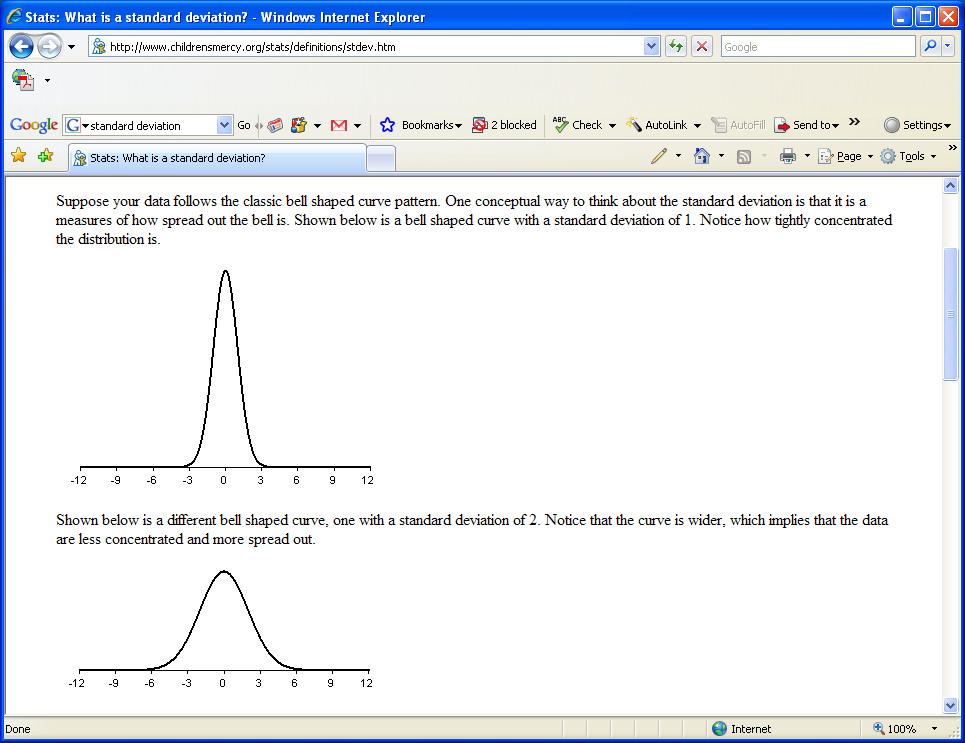 Stats: What is a standard deviation? - Windows Internet Explorer
http://www.childrensmercy.org/stats/definitions/stdev.htm
Google
Google G standard deviation Go Bookmarks 2 blocked ABC Check AutoLink AutoFill Send to » Settings
Stats: What is a standard deviation? Page Tools »
Suppose your data follows the classic bell shaped curve pattern. One conceptual way to think about the standard deviation is that it is a
measures of how spread out the bell is. Shown below is a bell shaped curve with a standard deviation of 1. Notice how tightly concentrated
the distribution is.
-12 -9 -6 -3 0 3 6 9 12
Shown below is a different bell shaped curve, one with a standard deviation of 2. Notice that the curve is wider, which implies that the data
are less concentrated and more spread out.
-12 -9 -6 -3 0 3 6 9 12
Done Internet 100%